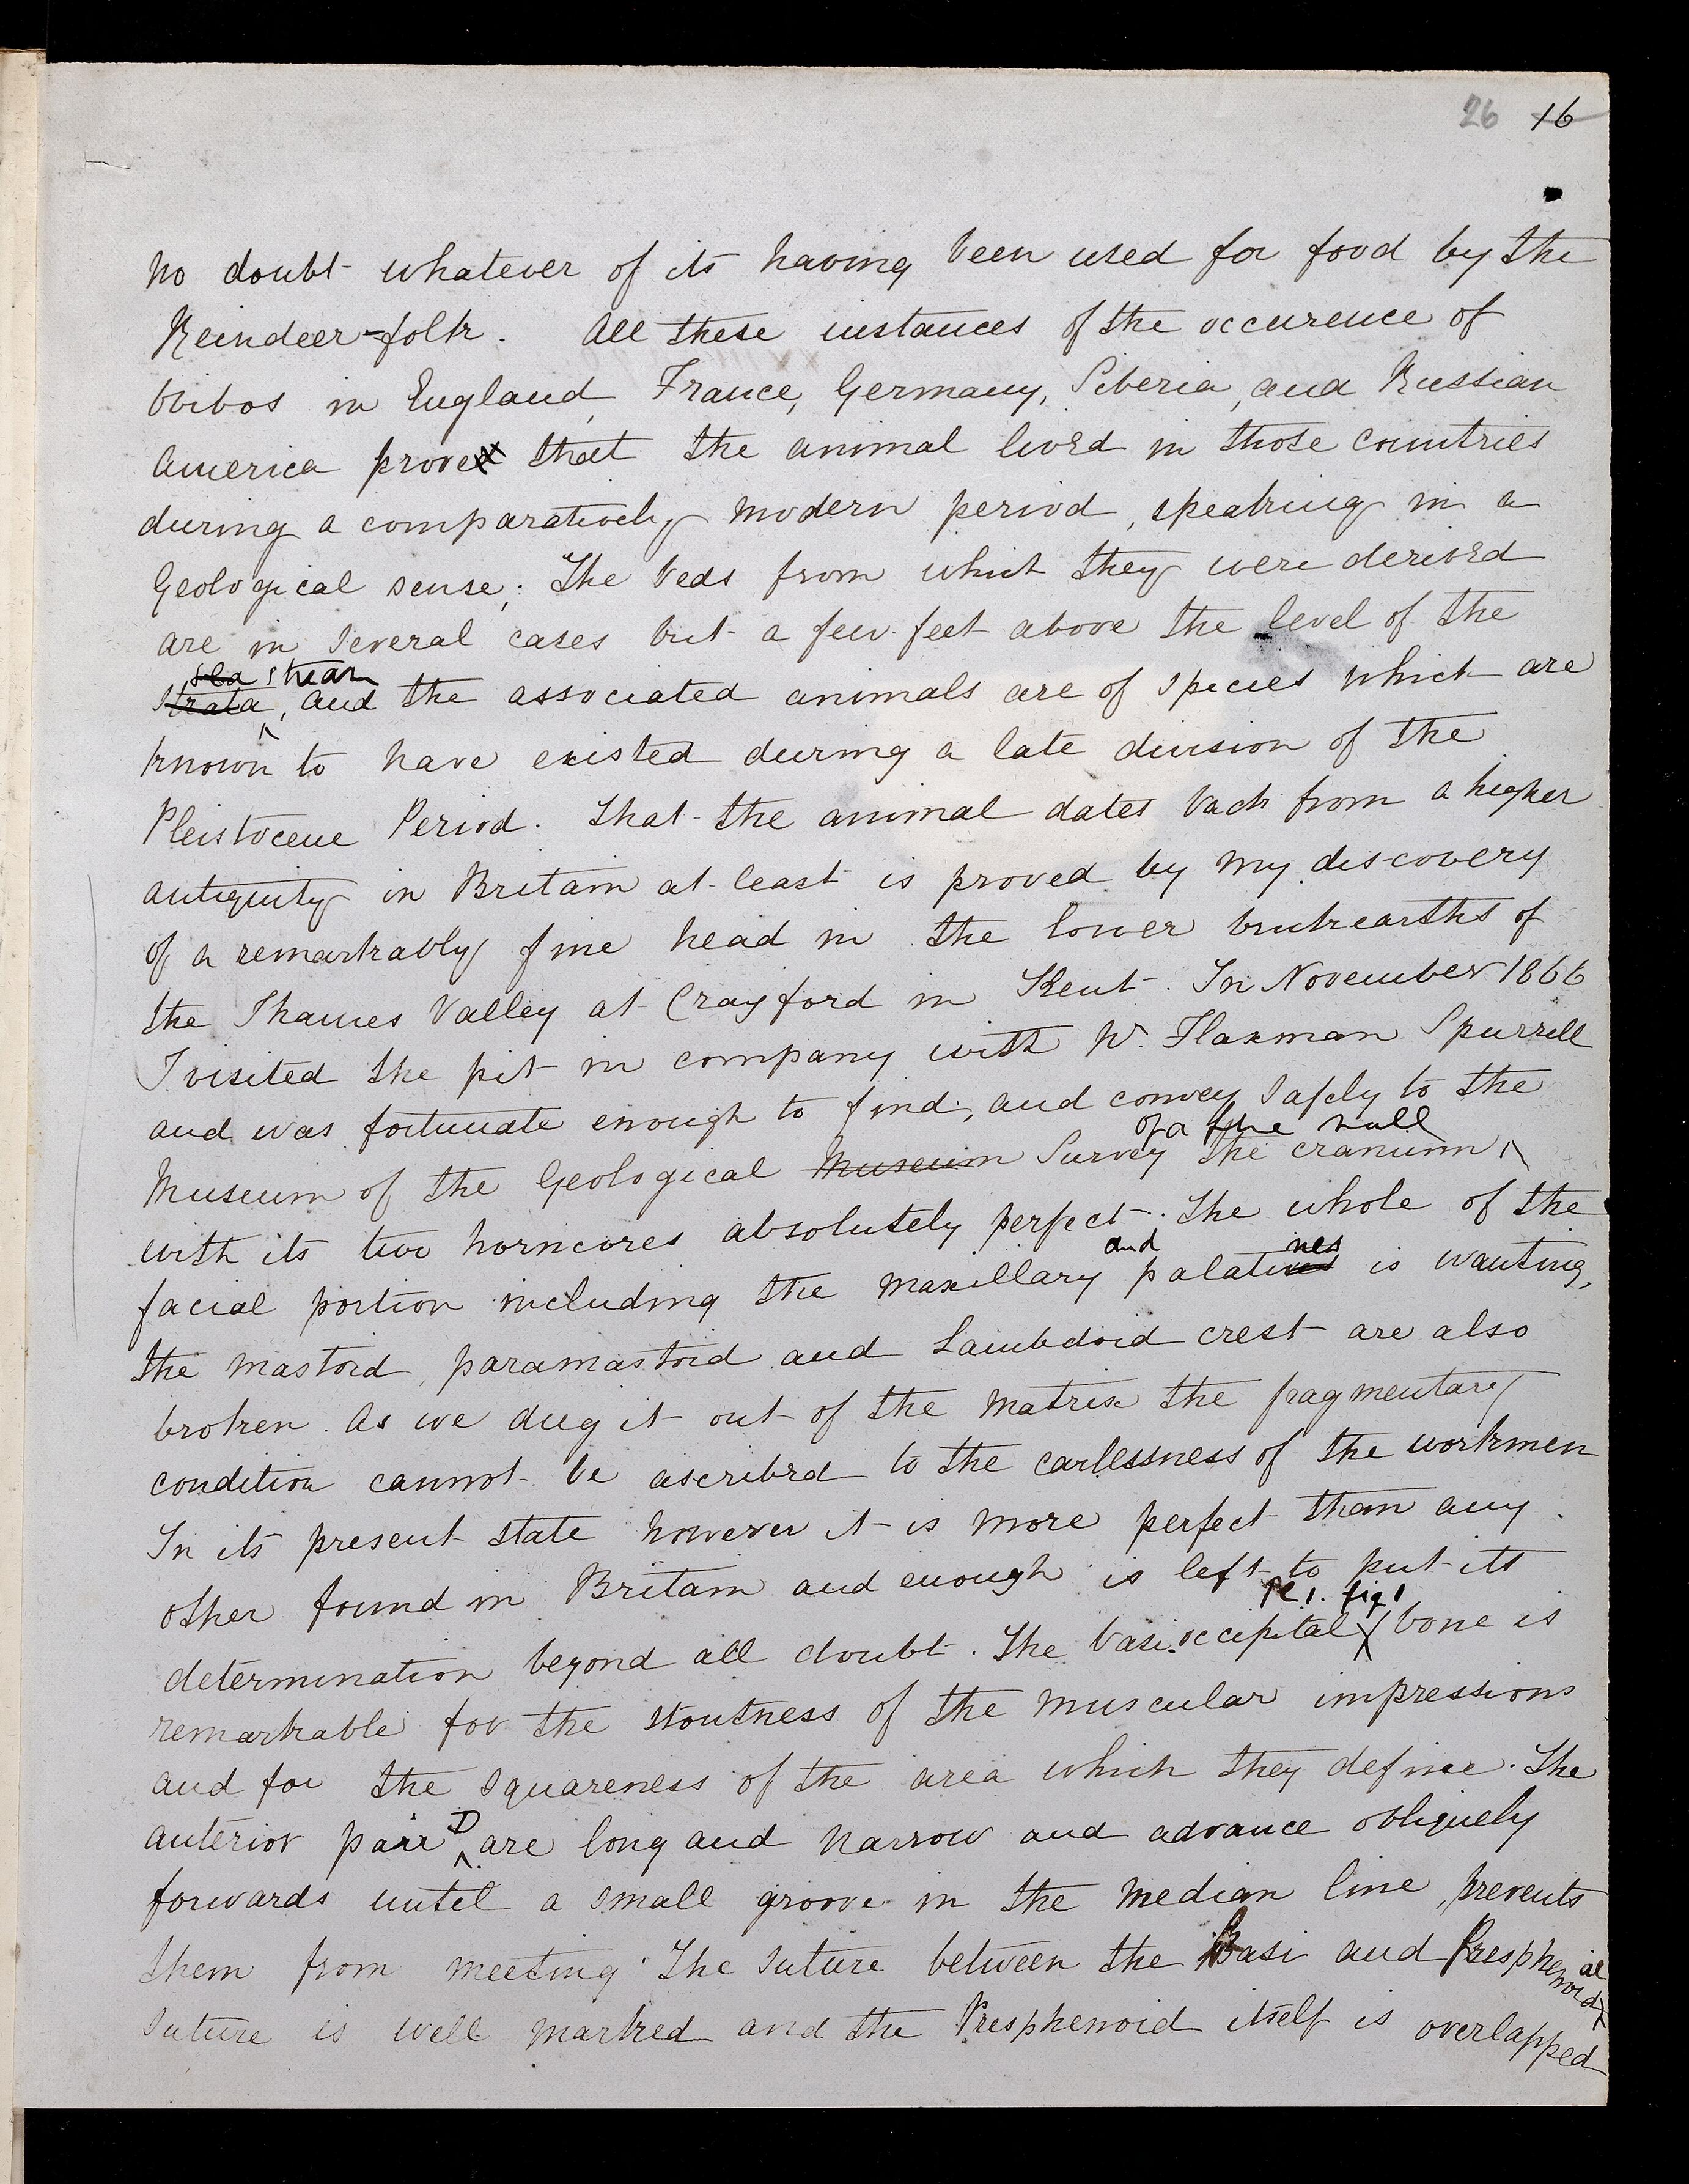 26 16
no doubt whatever of its having been used for food by the
Reindeer-folk. All these instances of the occurence of
Ovibos in England, France, Germany, Siberia, and Russian
America prove that the animal lived in those countries
during a comparatively modern period, speaking in a
Geological sense; The beds from which they were derived
are in several cases but a few feet above the level of the
sea stream
strata, and the associated animals are of species which are
known to have existed during a late division of the
Pleistocene Period. That the animal dates back from a higher
antiquity in Britain at least is proved by my discovery
of a remarkably fine head in the lower brickearths of
the Thames Valley at Crayford in Kent. In November 1866
I visited the pit in company with W. Flaxman Spurrell
and was fortunate enough to find, and convey safely to the
of a fine skull
Museum of the Geological Museum Survey the cranium
with its two horncores absolutely perfect. The whole of the
and nes
facial portion including the maxillary palatines is wanting,
the mastoid, paramastoid and Lambdoid crest are also
broken. As we dug it out of the matrix the fragmentary
condition cannot be ascribed to the carlessness of the workmen
In its present state however it is more perfect than any
other found in Britain and enough is left to put its
Pl 1. fig 1
determination beyond all doubt. The basi.occipital bone is
remarkable for the stoutness of the muscular impressions
and for the squareness of the area which they define. The
anterior pair D are long and narrow and advance obliquely
forwards until a small groove in the median line, prevents
them from meeting. The suture between the Basi and Presphenoidal
suture is well marked and the Presphenoid itself is overlapped